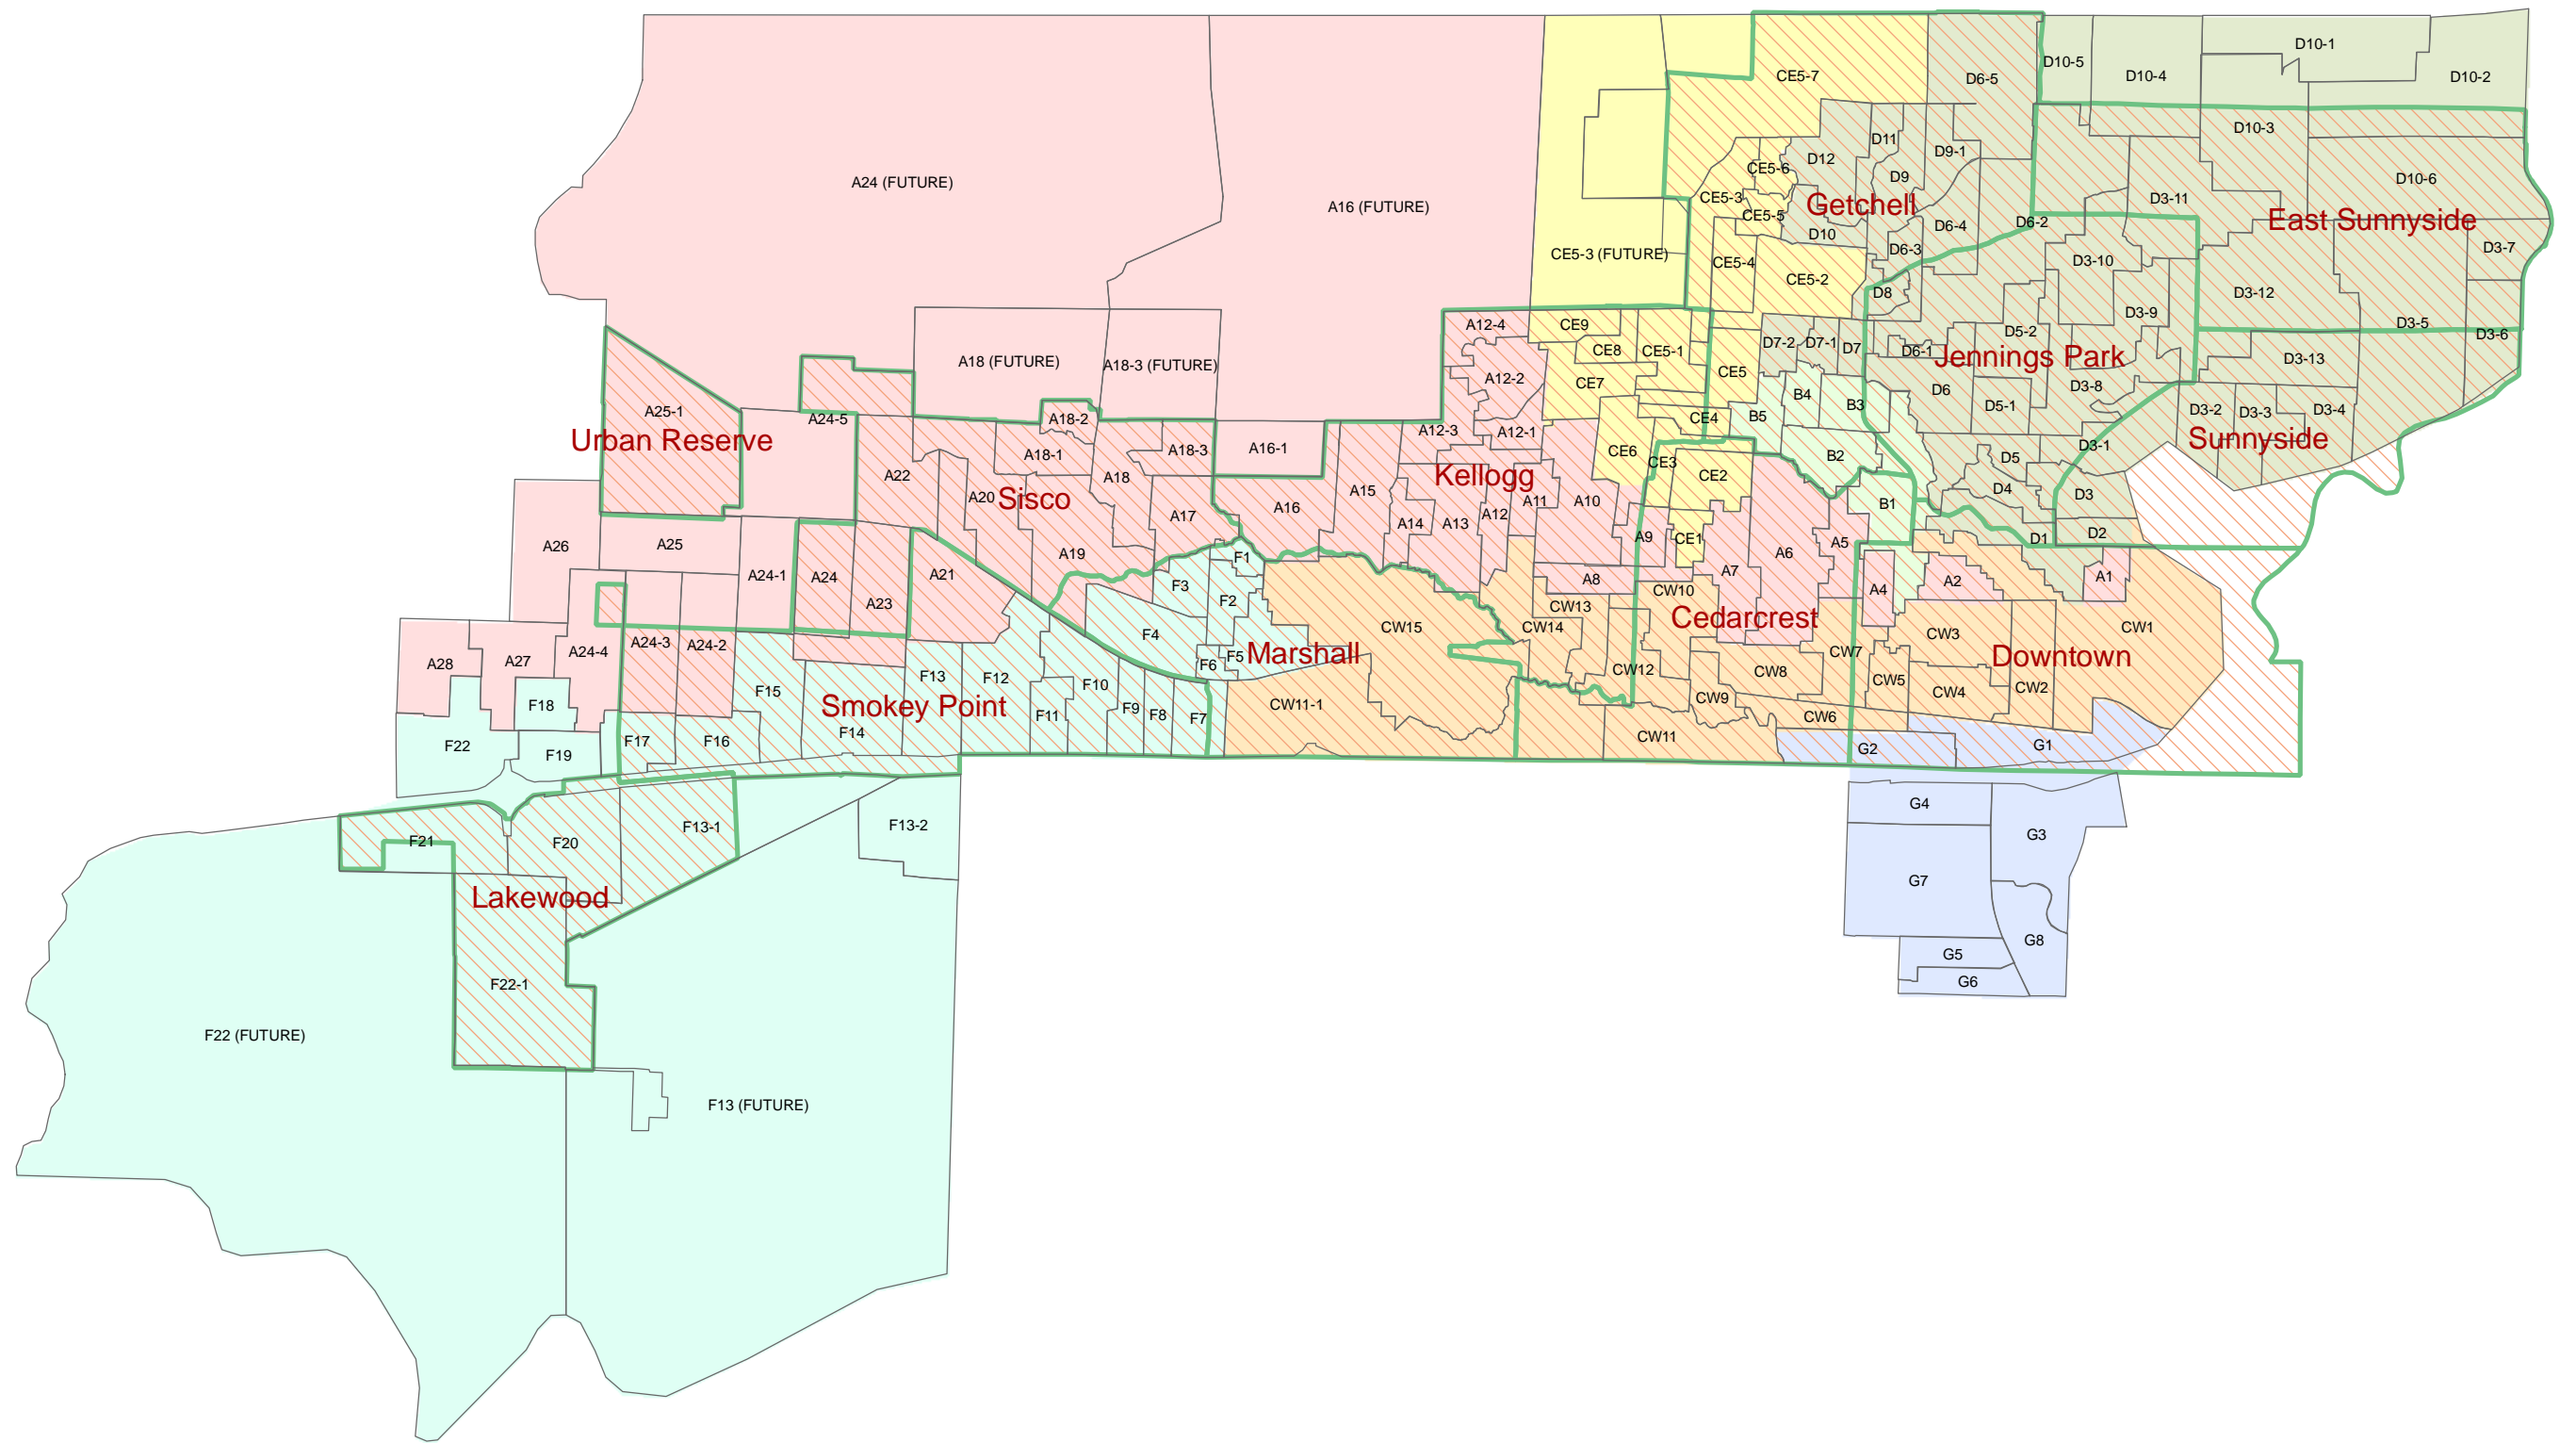 D10-1
D10-5
D10-4
D10-2
CE5-7
D6-5
D10-3
D11
D9-1
D12
CE5-6
D9
D10-6
A24 (FUTURE)
A16 (FUTURE)
CE5-3
D3-11
Getchell
CE5-5
D6-4
D6-2
East Sunnyside
D10
D6-3
D3-7
CE5-3 (FUTURE)
CE5-4
D3-10
CE5-2
D8
D3-12
D3-9
A12-4
CE9
D5-2
D3-5
D3-6
D7-2
D7-1
D7
CE8
CE5-1
D6-1
Jennings Park
D3-13
A18 (FUTURE)
A18-3 (FUTURE)
CE5
A12-2
CE7
D3-8
B4
B3
D6
D5-1
A25-1
A24-5
A18-2
CE4
B5
D3-2
D3-3
D3-4
Urban Reserve
A12-3
A12-1
Sunnyside
D3-1
A18-3
A16-1
A18-1
CE6
CE3
B2
D5
A22
A18
Kellogg
CE2
A15
D4
D3
A20
Sisco
A11
A10
B1
A16
A17
A14
A13
A12
D2
A9
CE1
D1
A26
A25
A5
A19
F1
A6
A24-1
A24
A21
A7
A2
A1
F3
A8
A4
CW10
A23
F2
CW13
Cedarcrest
CW15
CW14
CW1
F4
CW3
A24-3
A24-2
A24-4
CW7
Marshall
Downtown
A28
A27
F6
F5
CW12
CW8
F13
F12
CW5
CW2
F15
F10
CW4
CW9
F18
Smokey Point
CW11-1
F11
F9
F8
F7
CW6
F14
F17
F16
CW11
F22
G2
G1
F19
G4
F13-2
F13-1
G3
F21
F20
G7
Lakewood
G8
G5
F22-1
G6
F22 (FUTURE)
F13 (FUTURE)